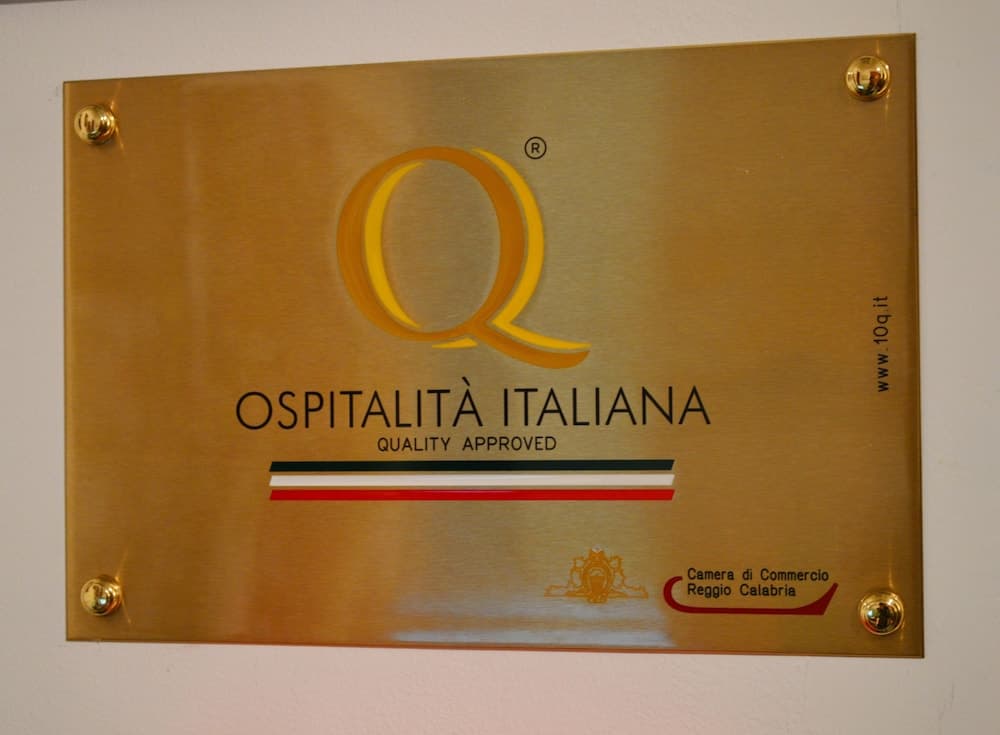 Q®
OSPITALITÀ ITALIANA
QUALITY APPROVED
www.10q.it
Camera di Commercio
Reggio Calabria